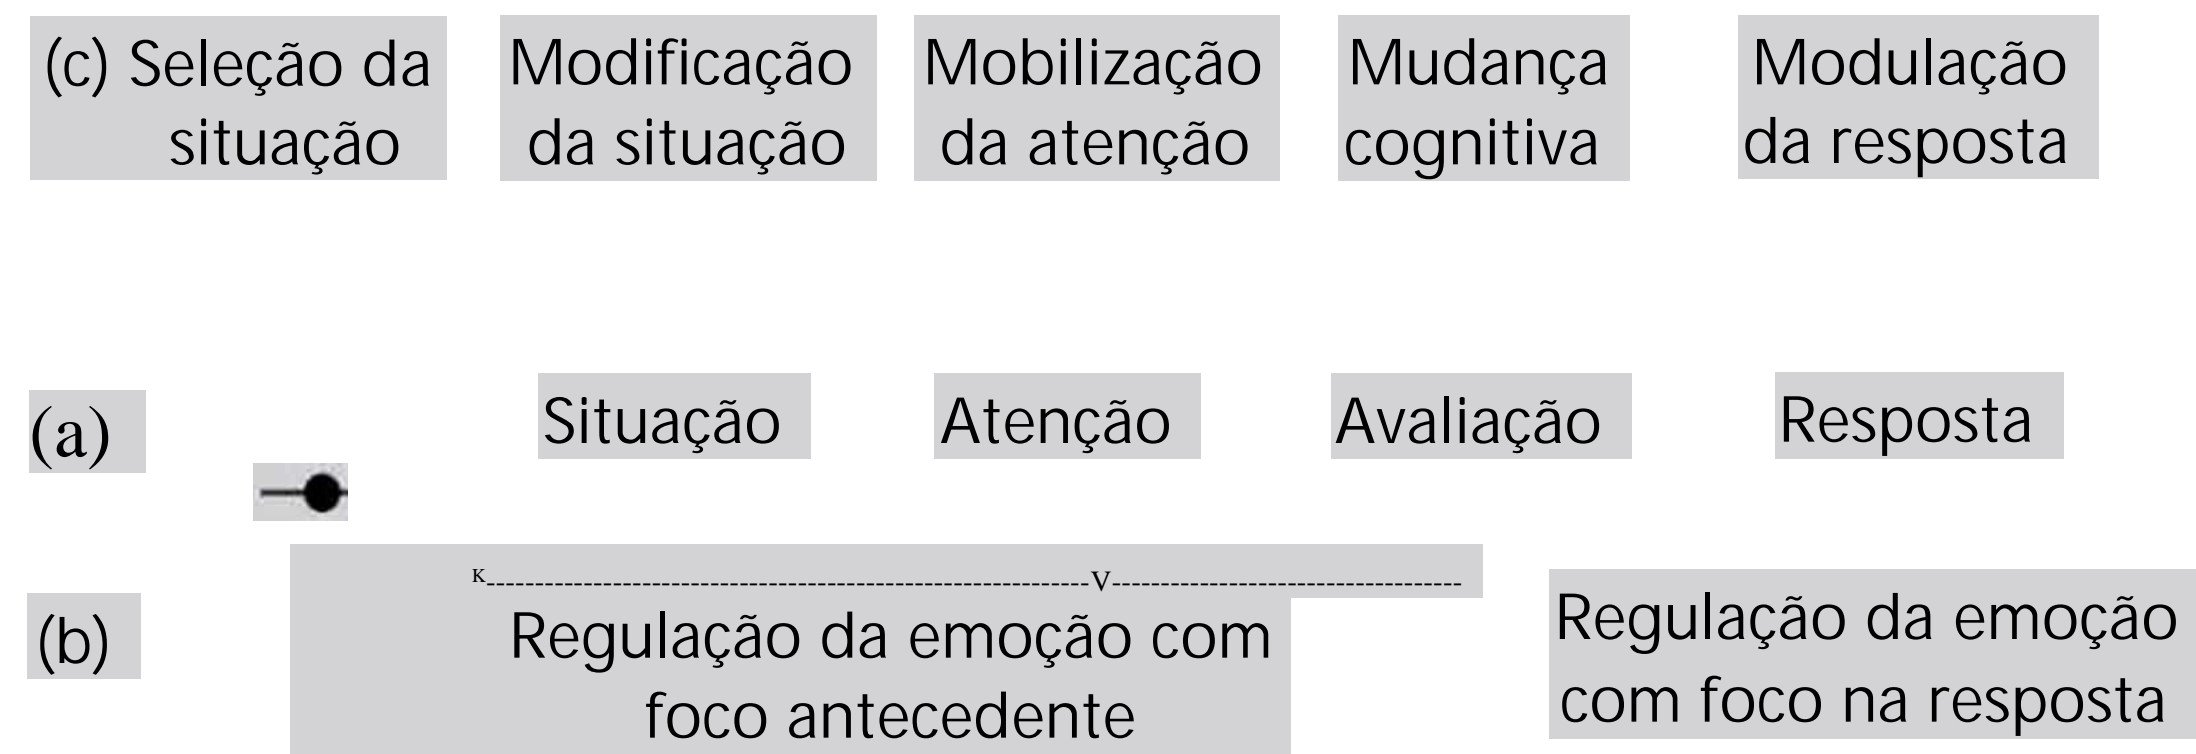 (c) Seleção da situação
Modificação da situação
Mobilização da atenção
Mudança cognitiva
Modulação da resposta
(a)
Situação
Atenção
Avaliação
Resposta
K---------------------------------------------------------------V------------------------------------
(b)
Regulação da emoção com
foco antecedente
Regulação da emoção
com foco na resposta